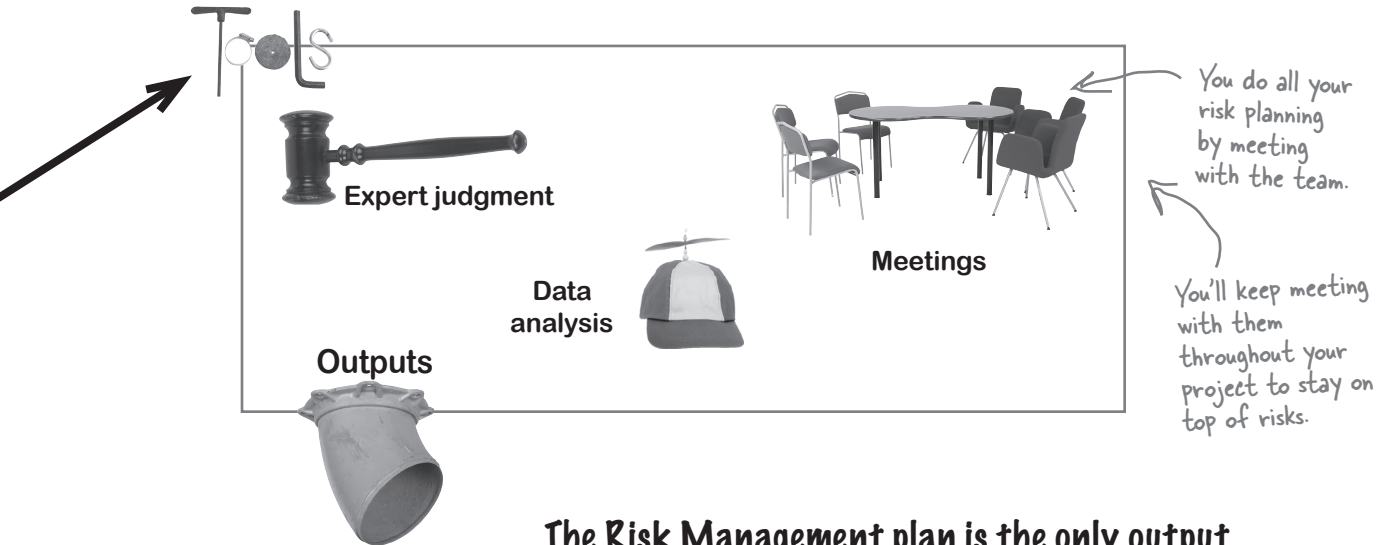 Tools
You do all your
risk planning
by meeting
with the team.
Expert judgment
Meetings
Data
analysis
You'll keep meeting
with them
throughout your
project to stay on
top of risks.
Outputs
The Risk Management plan is the only output